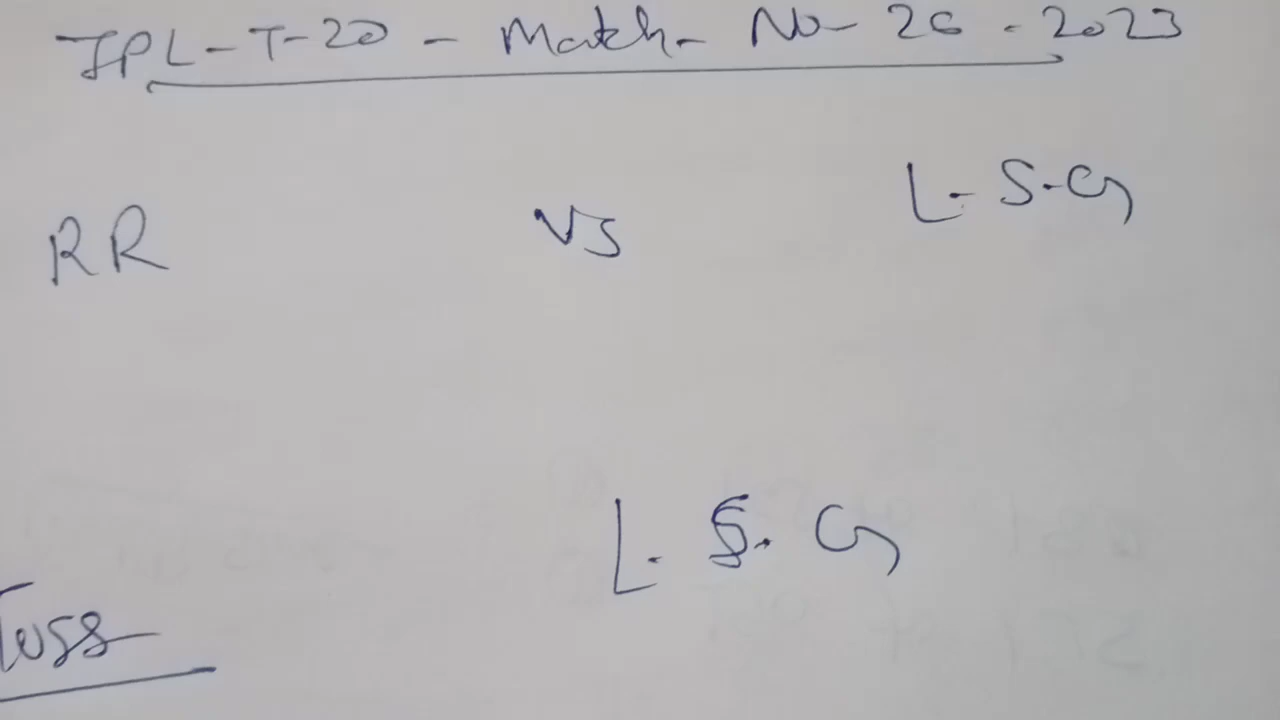 IPL-T-20 - Match- No- 26 - 2023
RR Vs L-S.G
L. S. G
Toss